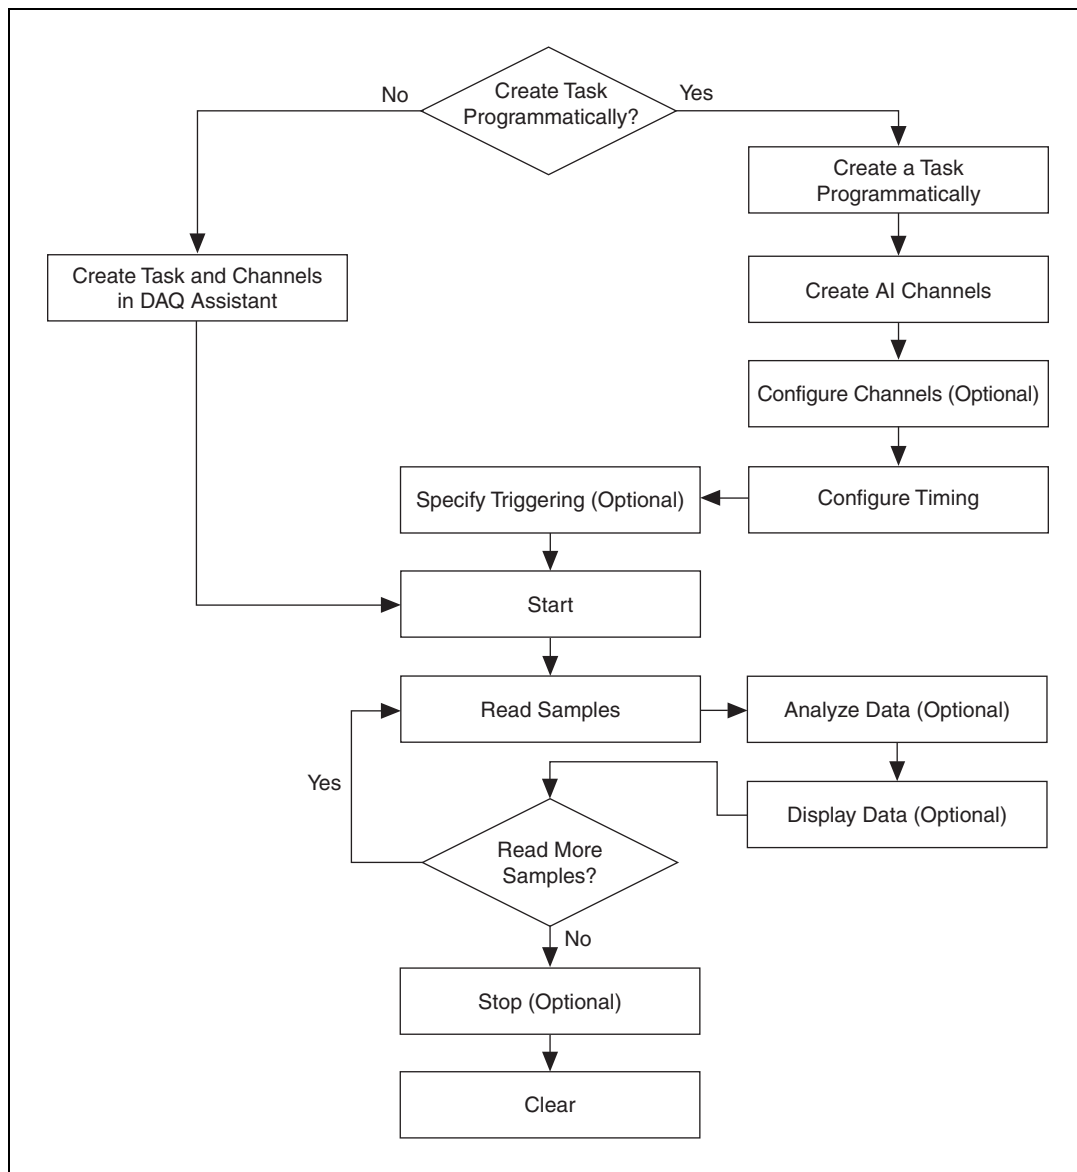 Create Task
Programmatically?
No
Yes
Create a Task
Programmatically
Create Task and Channels
in DAQ Assistant
Create AI Channels
Configure Channels (Optional)
Specify Triggering (Optional)
Configure Timing
Start
Read Samples
Analyze Data (Optional)
Yes
Display Data (Optional)
Read More
Samples?
No
Stop (Optional)
Clear